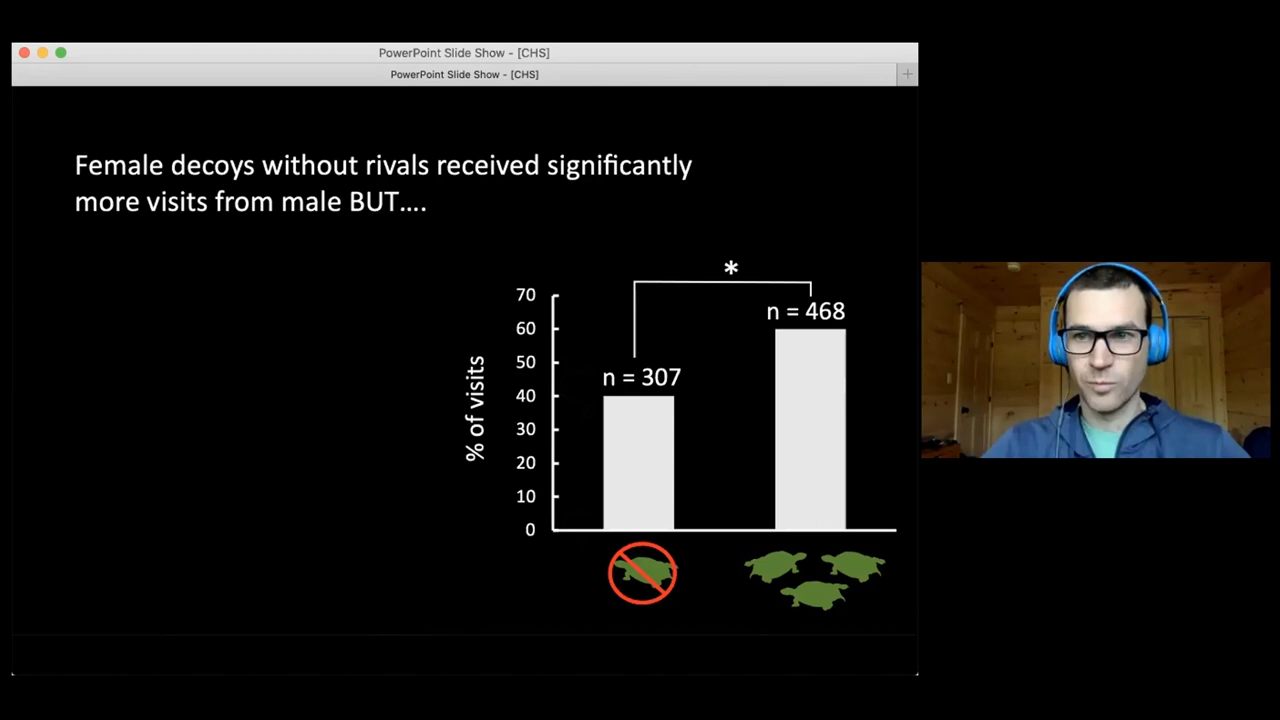 PowerPoint Slide Show - [CHS]
PowerPoint Slide Show - [CHS]
+
Female decoys without rivals received significantly
more visits from male BUT....
*
n = 468
n = 307
% of visits
70
60
50
40
30
20
10
0